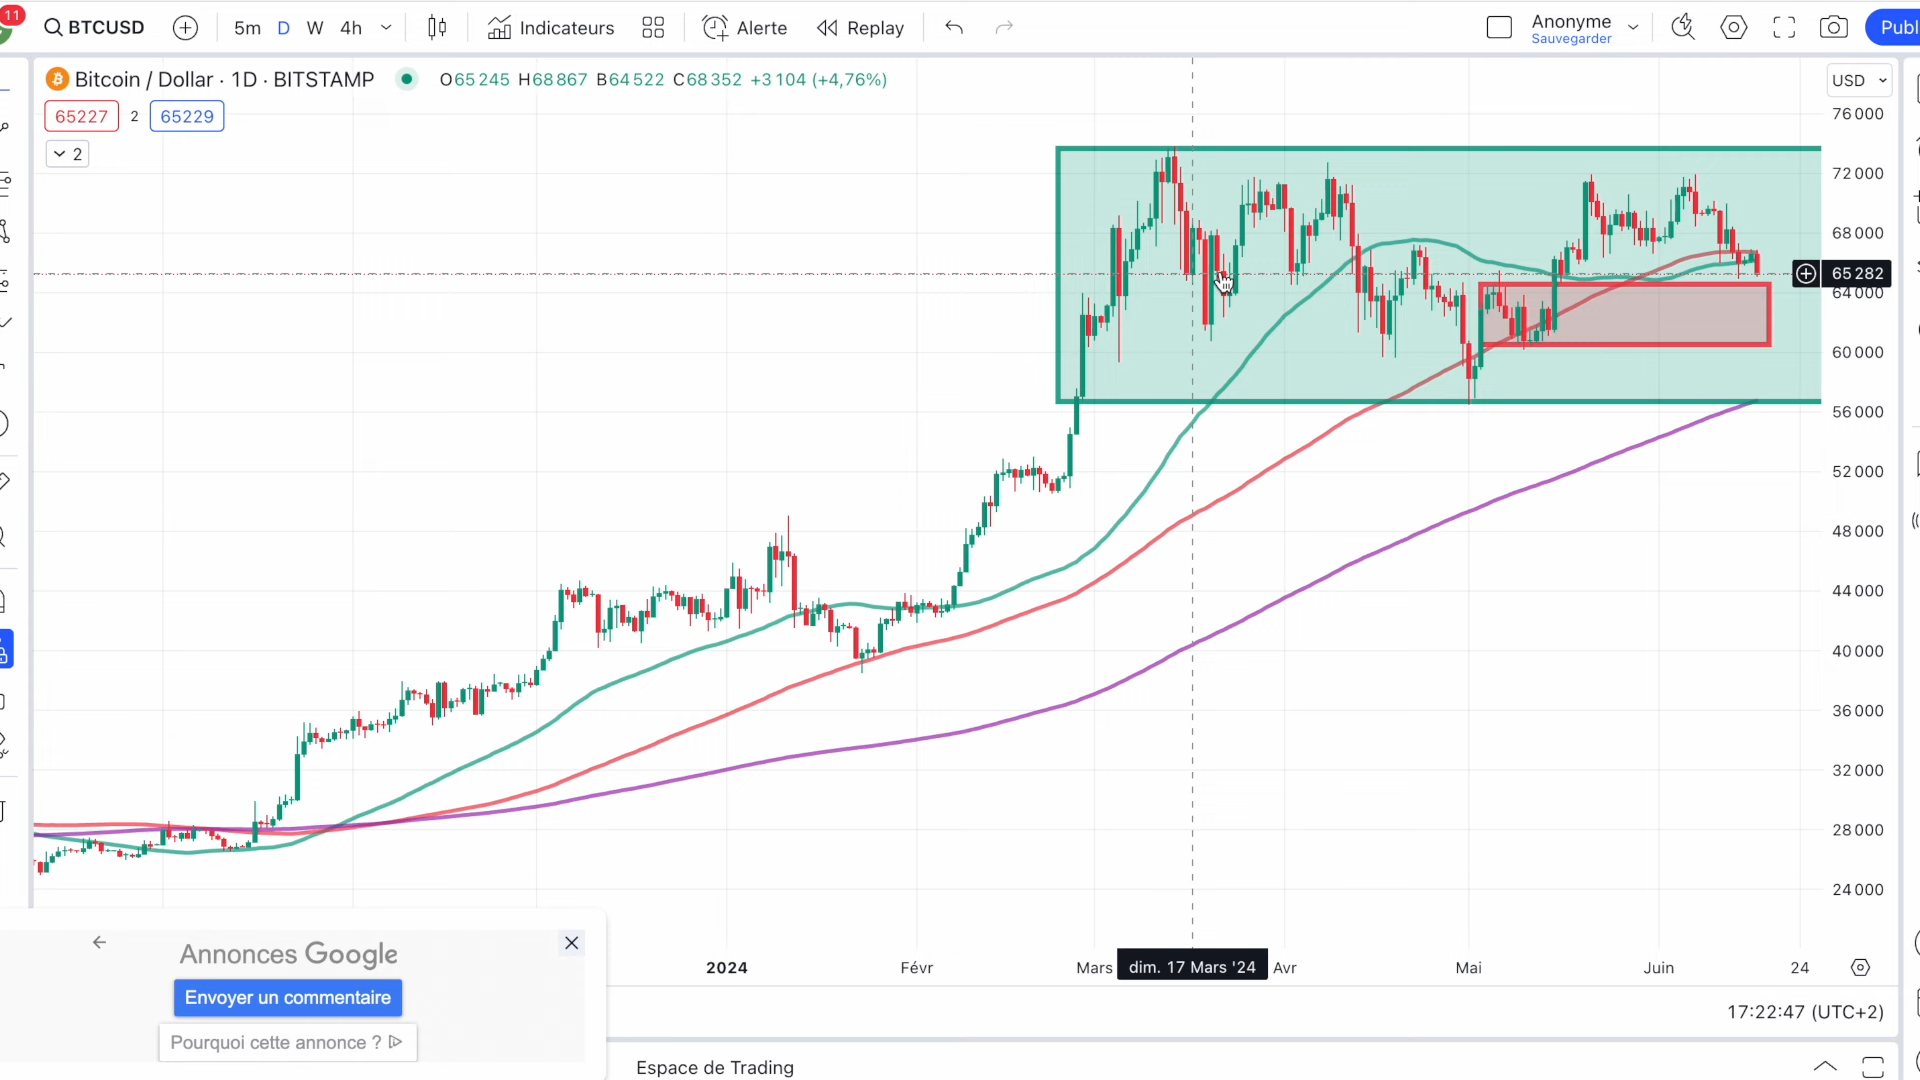 11
BTCUSD
5m D W 4h
Indicateurs
Alerte
Replay
Anonyme
Sauvegarder
Publ
Bitcoin / Dollar · 1D · BITSTAMP
O65 245 H68 867 B64 522 C68 352 +3 104 (+4,76%)
USD
65227 2 65229
2
76 000
72 000
68 000
65 282
64 000
60 000
56 000
52 000
48 000
44 000
40 000
36 000
32 000
28 000
24 000
2024 Févr Mars dim. 17 Mars '24 Avr Mai Juin 24
Annonces Google
Envoyer un commentaire
Pourquoi cette annonce ?
17:22:47 (UTC+2)
Espace de Trading